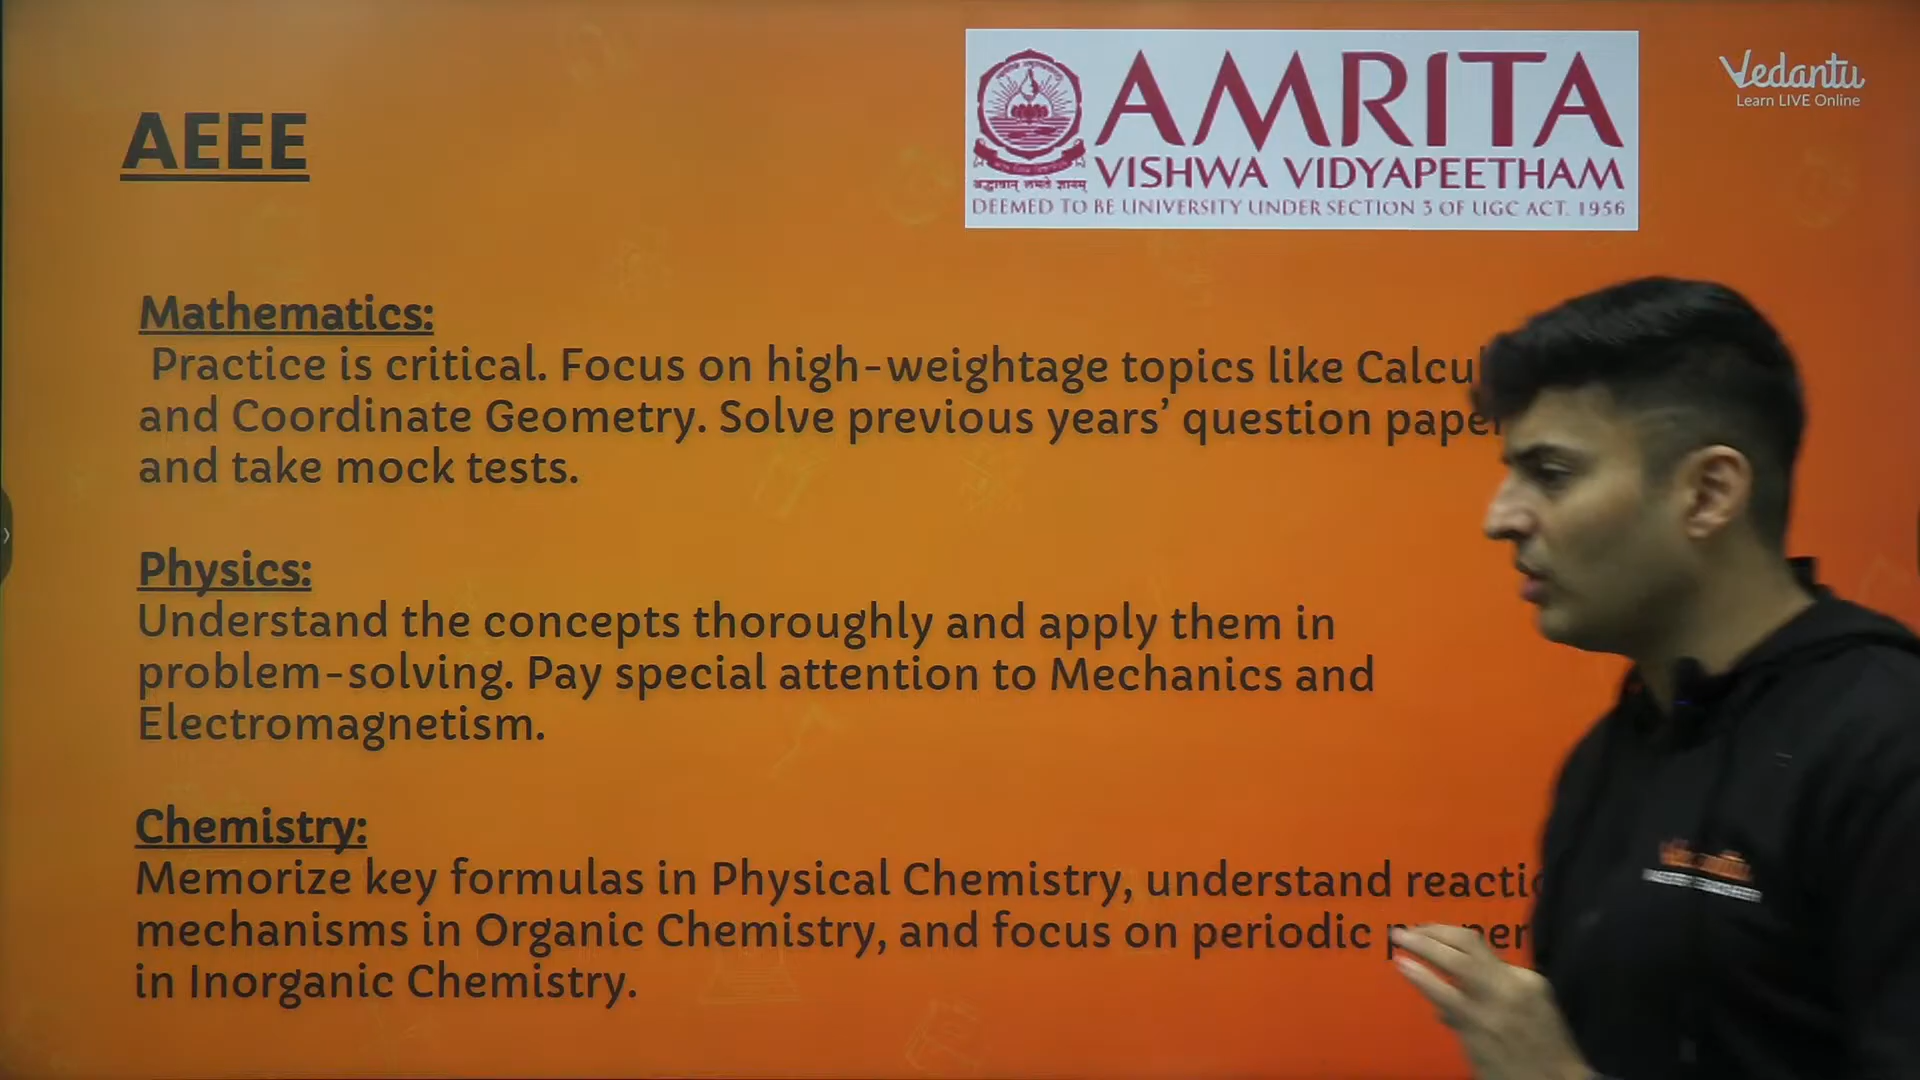 AMRITA
VISHWA VIDYAPEETHAM
DEEMED TO BE UNIVERSITY UNDER SECTION 3 OF UGC ACT. 1956
Vedantu
Learn LIVE Online
AEEE
Mathematics:
Practice is critical. Focus on high-weightage topics like
and Coordinate Geometry. Solve previous years’ question
and take mock tests.
Physics:
Understand the concepts thoroughly and apply them in
problem-solving. Pay special attention to Mechanics and
Electromagnetism.
Chemistry:
Memorize key formulas in Physical Chemistry, understand
mechanisms in Organic Chemistry, and focus on periodic
in Inorganic Chemistry.